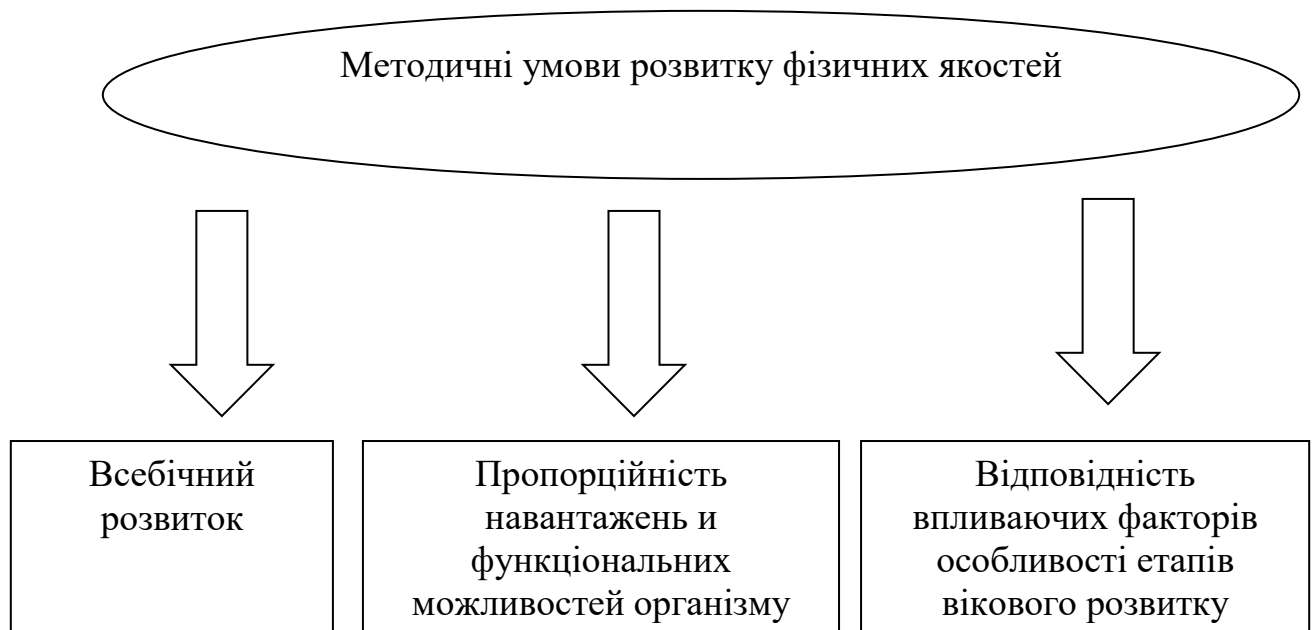 Методичні умови розвитку фізичних якостей
Всебічний
розвиток
Пропорційність
навантажень и
функціональних
можливостей організму
Відповідність
впливаючих факторів
особливості етапів
вікового розвитку